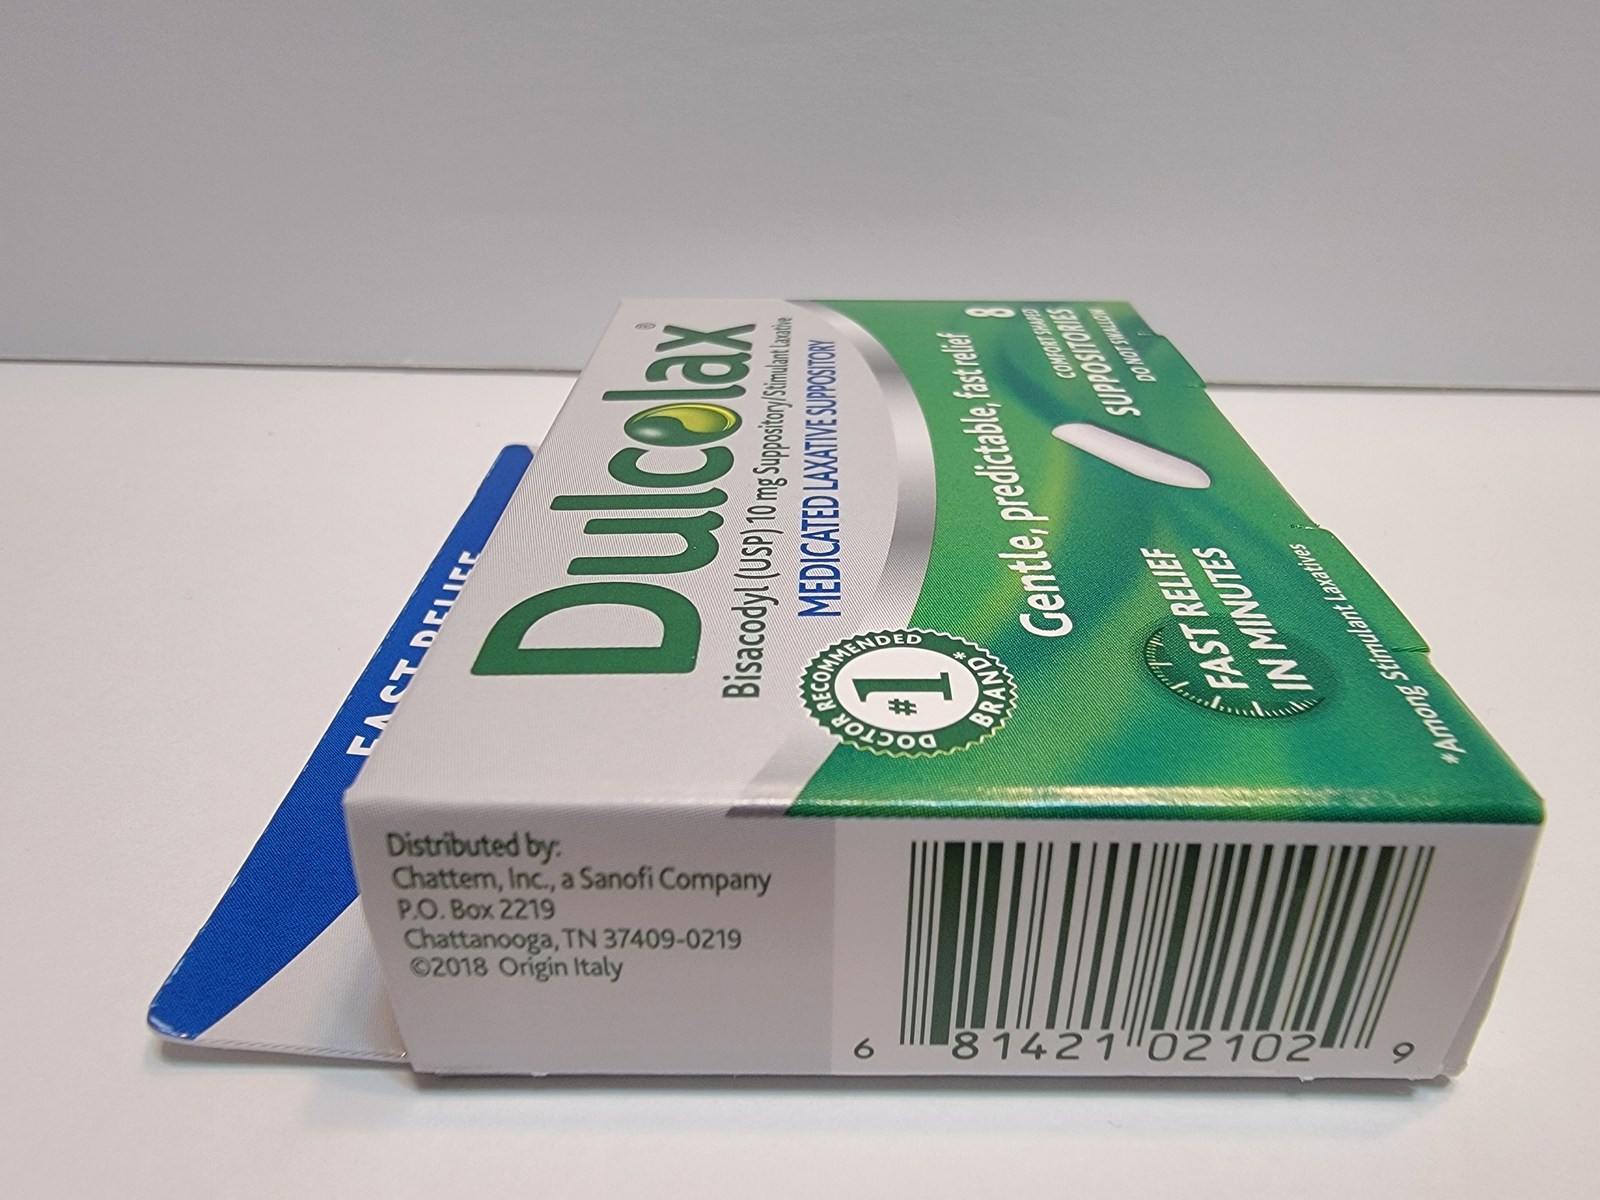 FAST RELIEF
Dulcolax®
Bisacodyl (USP) 10 mg Suppository/Stimulant Laxative
MEDICATED LAXATIVE SUPPOSITORY
DOCTOR RECOMMENDED
#1
BRAND*
Gentle, predictable, fast relief
8
COMFORT SHAPED
SUPPOSITORIES
DO NOT SWALLOW
FAST RELIEF
IN MINUTES
*Among Stimulant Laxatives
Distributed by:
Chattem, Inc., a Sanofi Company
P.O. Box 2219
Chattanooga, TN 37409-0219
©2018 Origin Italy
6 81421 02102 9